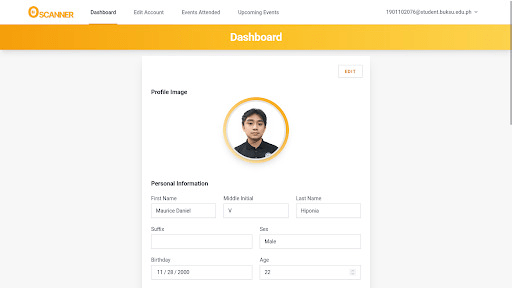 SCANNER
Dashboard
Edit Account
Events Attended
Upcoming Events
1901102076@student.buksu.edu.ph
Dashboard
EDIT
Profile Image
Personal Information
First Name
Middle Initial
Last Name
Maurice Daniel
V
Hiponia
Suffix
Sex
Male
Birthday
Age
11 / 28 / 2000
22